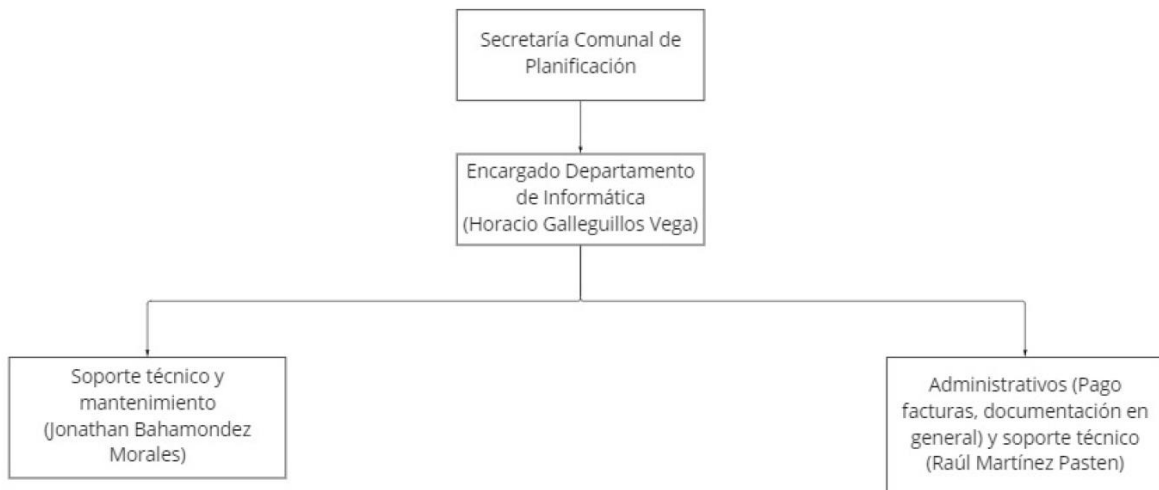 Secretaría Comunal de
Planificación
Encargado Departamento
de Informática
(Horacio Galleguillos Vega)
Soporte técnico y
mantenimiento
(Jonathan Bahamondez
Morales)
Administrativos (Pago
facturas, documentación en
general) y soporte técnico
(Raúl Martínez Pasten)